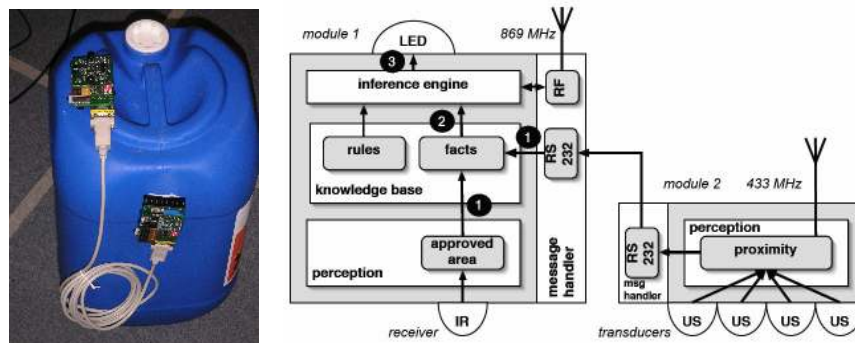 module 1
LED
869 MHz
3
inference engine
RF
2
1
rules
facts
RS
232
knowledge base
1
approved
area
perception
message
handler
receiver
IR
module 2
433 MHz
perception
proximity
RS
232
msg
handler
transducers
US
US
US
US